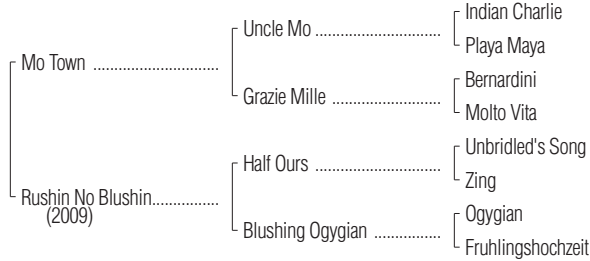 Indian Charlie
Uncle Mo ....................................
Playa Maya
Mo Town ....................................
Bernardini
Grazie Mille ...............................
Molto Vita
Unbridled's Song
Half Ours ....................................
Zing
Rushin No Blushin...................
(2009)
Ogygian
Blushing Ogygian ...................
Fruhlingshochzeit